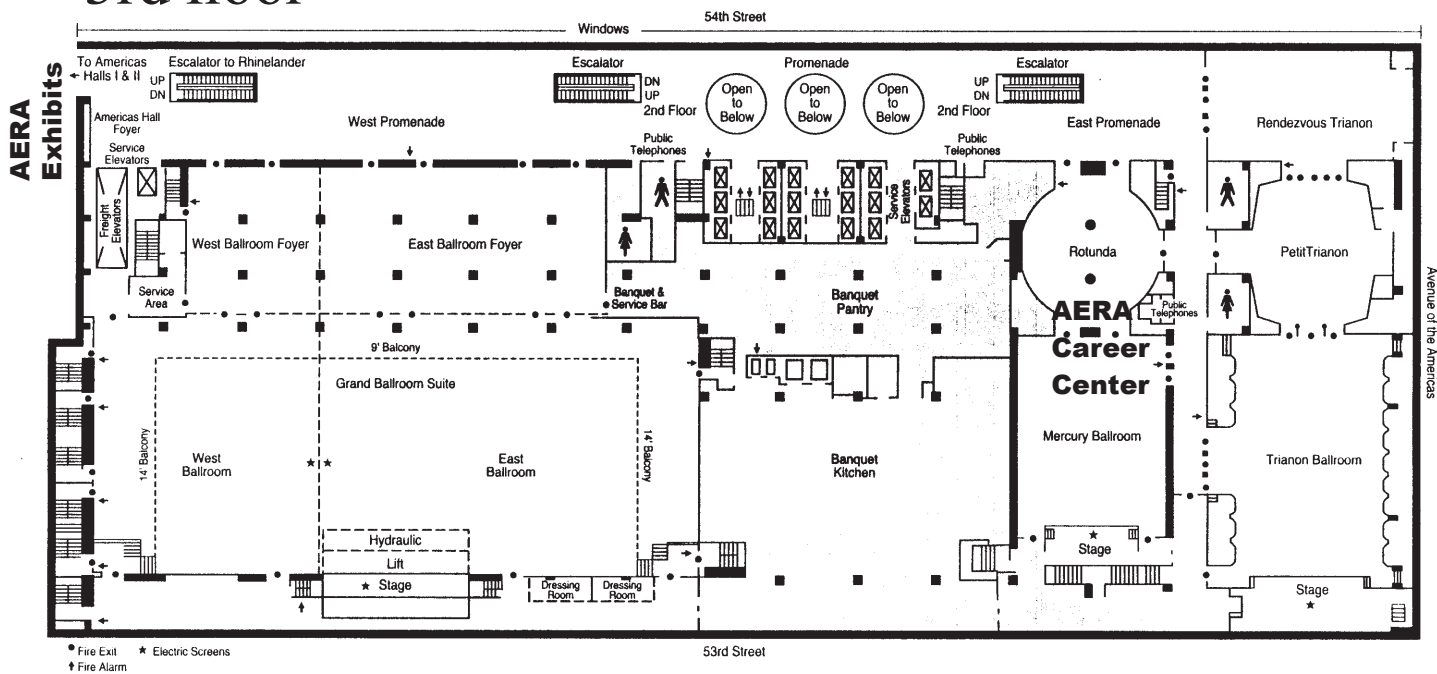 3rd floor
54th Street
Windows
To Americas
Halls I & II
Escalator to Rhinelander
UP
DN
Escalator
DN
UP
2nd Floor
Promenade
Open
to
Below
Open
to
Below
Open
to
Below
Escalator
UP
DN
2nd Floor
AERA
Exhibits
Americas Hall
Foyer
Service
Elevators
Freight
Elevators
West Promenade
Public
Telephones
Public
Telephones
East Promenade
Rendezvous Trianon
West Ballroom Foyer
East Ballroom Foyer
Service
Elevators
Rotunda
PetitTrianon
Service
Area
Banquet &
Service Bar
Banquet
Pantry
Public
Telephones
AERA
Career
Center
Avenue of the Americas
9' Balcony
Grand Ballroom Suite
14' Balcony
West
Ballroom
East
Ballroom
14' Balcony
Banquet
Kitchen
Mercury Ballroom
Trianon Ballroom
Hydraulic
Lift
Stage
Dressing
Room
Dressing
Room
Stage
Stage
Fire Exit
Electric Screens
Fire Alarm
53rd Street